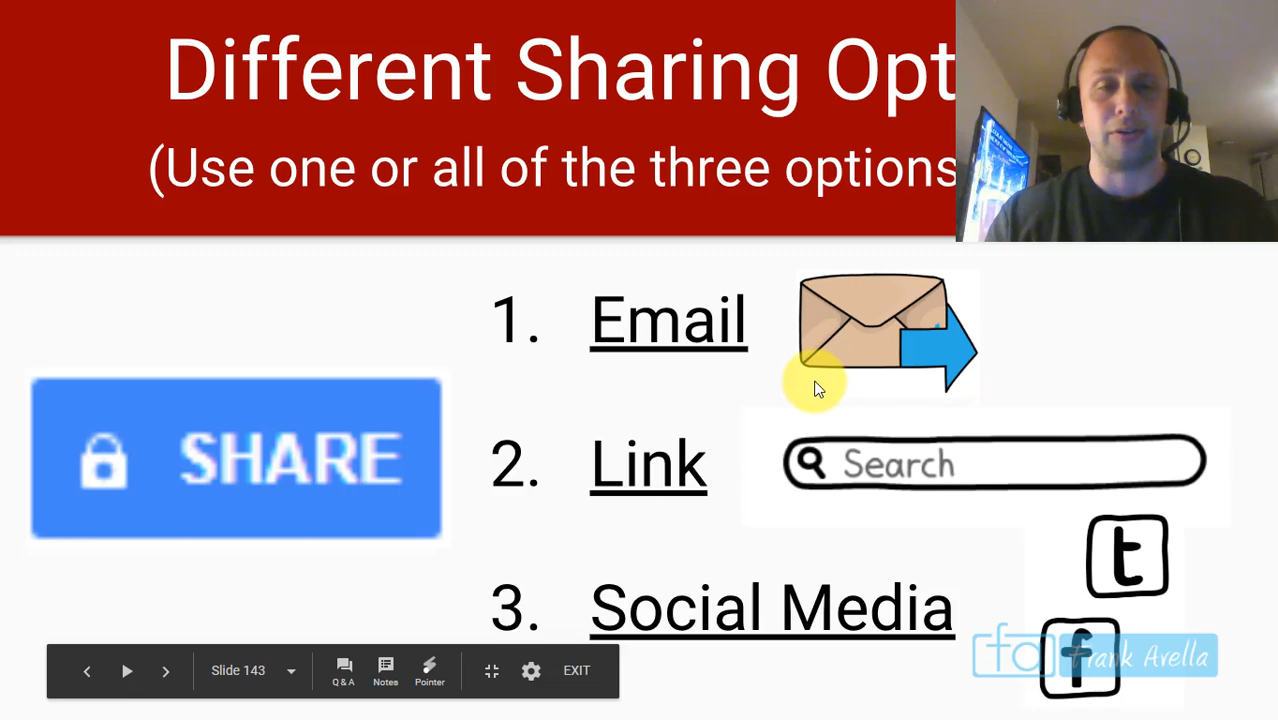 Different Sharing Opt
(Use one or all of the three options
1. Email
SHARE
2. Link
Search
t
3. Social Media
f
fa Frank Avella
Slide 143
Q & A
Notes
Pointer
EXIT